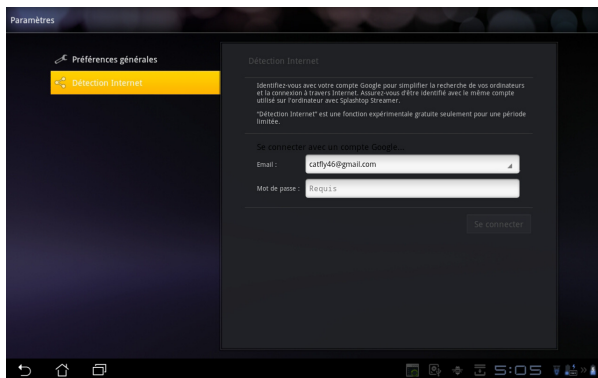 Paramètres
Préférences générales
Détection Internet
Détection Internet
Identifiez-vous avec votre compte Google pour simplifier la recherche de vos ordinateurs
et la connexion à travers Internet. Assurez-vous d'être identifié avec le même compte
utilisé sur l'ordinateur avec Splashtop Streamer.
"Détection Internet" est une fonction expérimentale gratuite seulement pour une période
limitée.
Se connecter avec un compte Google...
Email :
catfly46@gmail.com
Mot de passe :
Requis
Se connecter
5:05